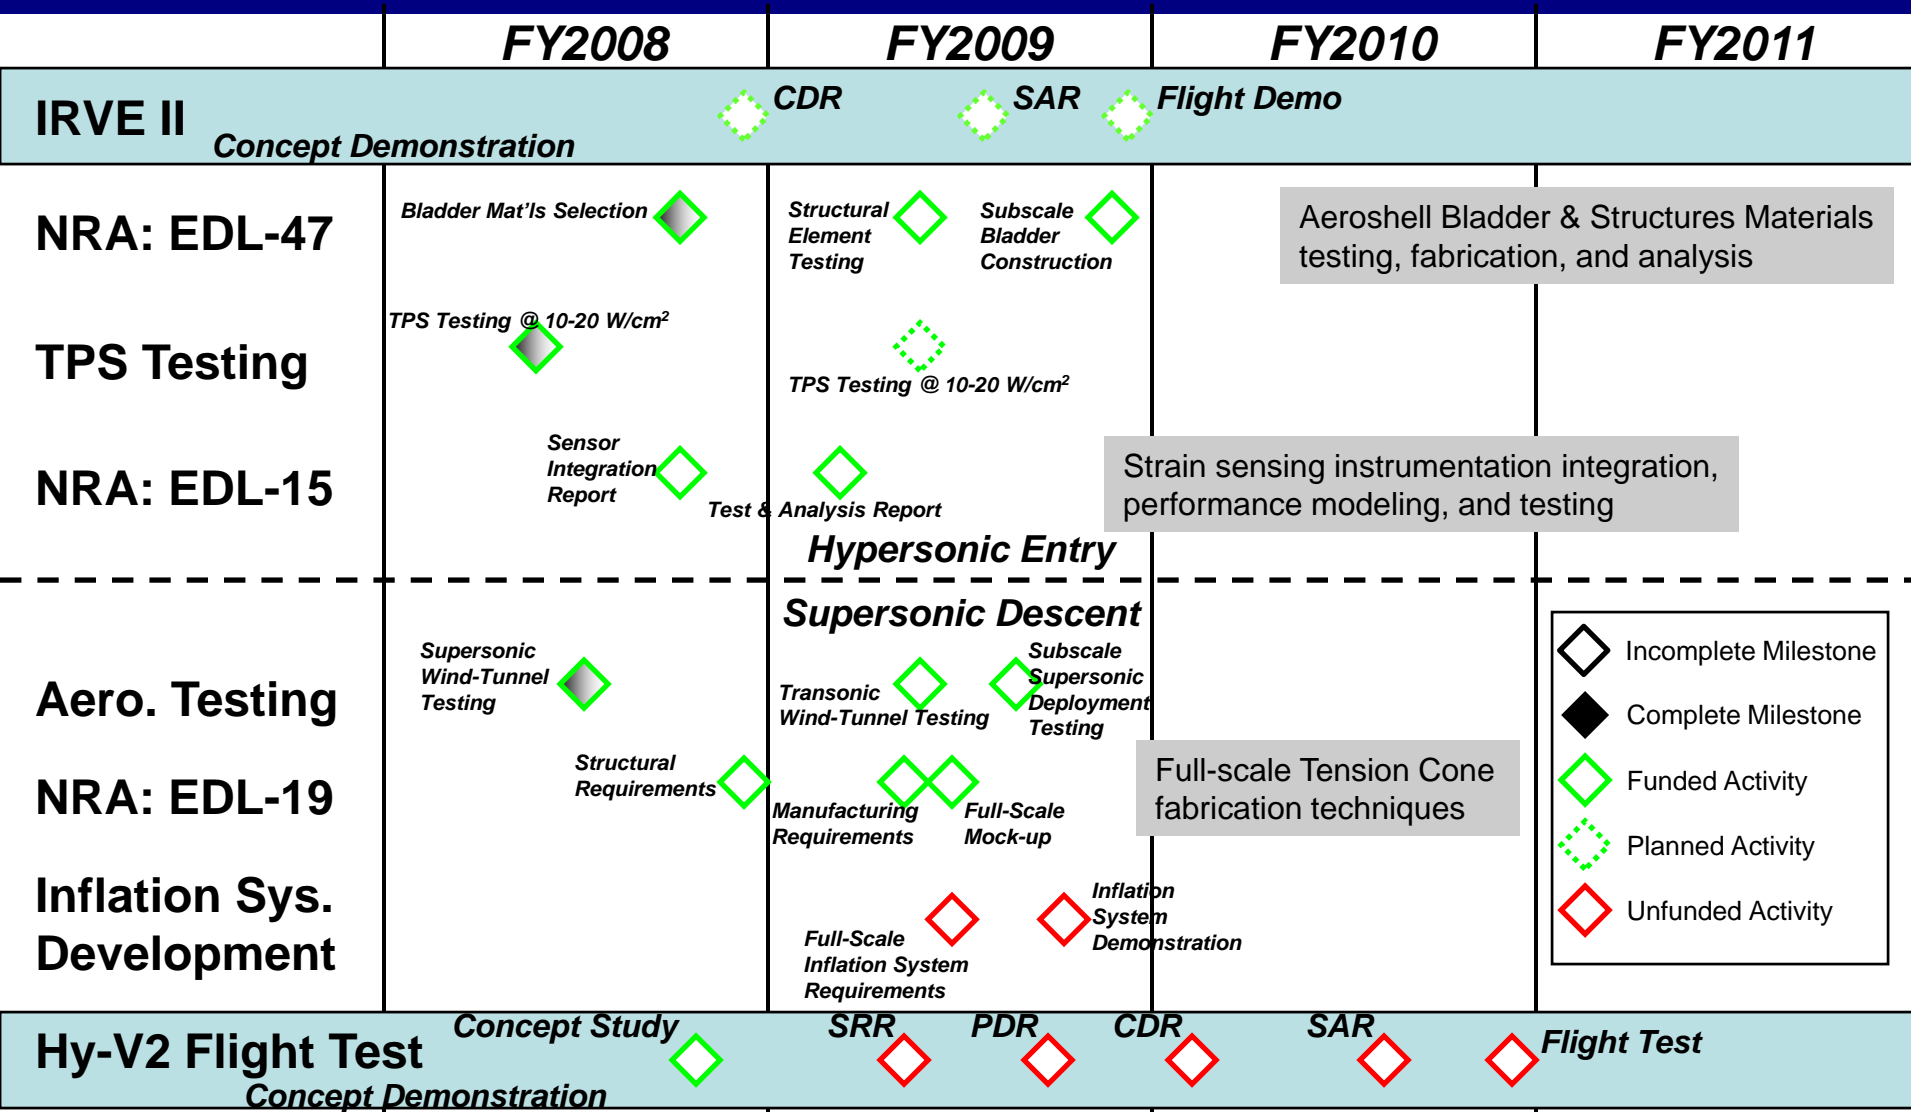 FY2008 FY2009 FY2010 FY2011
IRVE II
Concept Demonstration
CDR
SAR
Flight Demo
NRA: EDL-47
Bladder Mat'ls Selection
Structural
Element
Testing
Subscale
Bladder
Construction
Aeroshell Bladder & Structures Materials
testing, fabrication, and analysis
TPS Testing
TPS Testing @ 10-20 W/cm²
TPS Testing @ 10-20 W/cm²
NRA: EDL-15
Sensor
Integration
Report
Test & Analysis Report
Strain sensing instrumentation integration,
performance modeling, and testing
Hypersonic Entry
Supersonic Descent
Aero. Testing
Supersonic
Wind-Tunnel
Testing
Transonic
Wind-Tunnel Testing
Subscale
Supersonic
Deployment
Testing
NRA: EDL-19
Structural
Requirements
Manufacturing
Requirements
Full-Scale
Mock-up
Full-scale Tension Cone
fabrication techniques
Inflation Sys.
Development
Full-Scale
Inflation System
Requirements
Inflation
System
Demonstration
Incomplete Milestone
Complete Milestone
Funded Activity
Planned Activity
Unfunded Activity
Hy-V2 Flight Test
Concept Demonstration
Concept Study
SRR
PDR
CDR
SAR
Flight Test